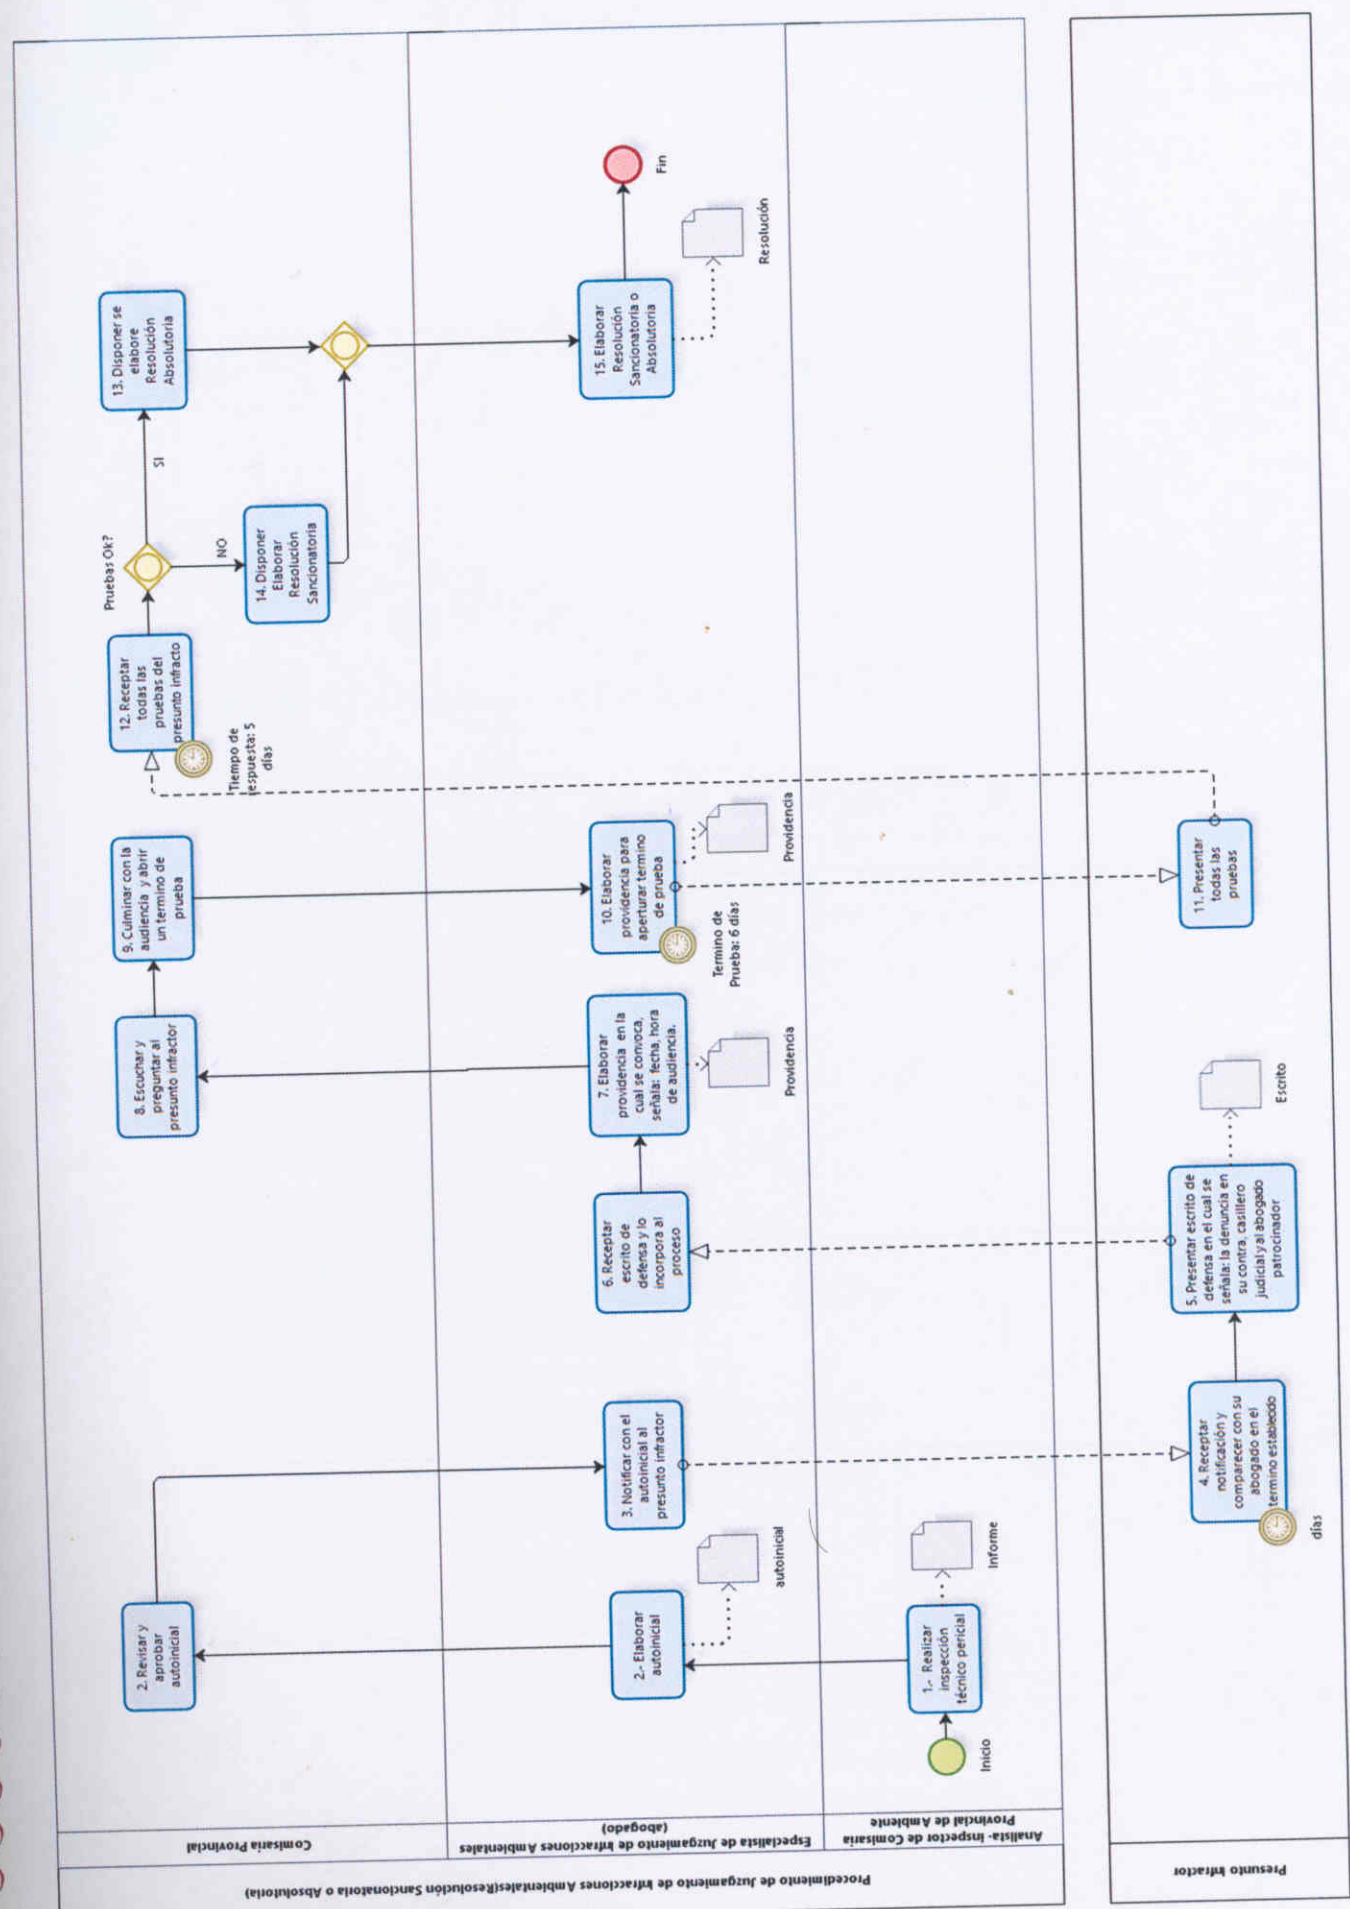 Procedimiento de Juzgamiento de Infracciones Ambientales(Resolución Sancionatoria o Absolutoria)
Comisaria Provincial
2. Revisar y
aprobar
autoinicial
8. Escuchar y
preguntar al
presunto infractor
9. Culminar con la
audiencia y abrir
un termino de
prueba
12. Receptar
todas las
pruebas del
presunto infracto
Tiempo de
respuesta: 5
días
Pruebas Ok?
SI
NO
13. Disponer se
elabore
Resolución
Absolutoria
14. Disponer
Elaborar
Resolución
Sancionatoria
Especialista de Juzgamiento de Infracciones Ambientales
(abogado)
2.- Elaborar
autoinicial
autoinicial
3. Notificar con el
autoinicial al
presunto infractor
6. Receptar
escrito de
defensa y lo
incorpora al
proceso
7. Elaborar
providencia en la
cual se convoca,
señala: fecha, hora
de audiencia.
Providencia
10. Elaborar
providencia para
aperturar termino
de prueba
Termino de
Prueba: 6 días
Providencia
15. Elaborar
Resolución
Sancionatoria o
Absolutoria
Resolución
Fin
Analista- Inspector de Comisaria
Provincial de Ambiente
Inicio
1.- Realizar
inspección
técnico pericial
Informe
Presunto Infractor
4. Receptar
notificación y
comparecer con su
abogado en el
termino establecido
días
5. Presentar escrito de
defensa en el cual se
señala: la denuncia en
su contra, casillero
judicial y al abogado
patrocinador
Escrito
11. Presentar
todas las
pruebas